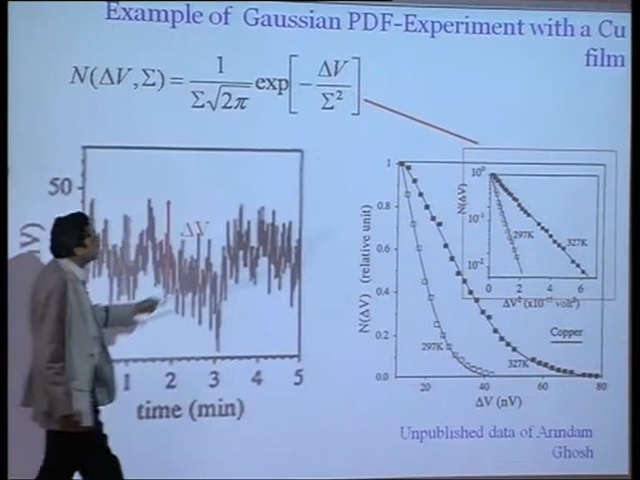 Example of Gaussian PDF-Experiment with a Cu
film
N(ΔV, Σ) = 1 / Σ√2π exp[ - ΔV / Σ² ]
50
ΔV
1 2 3 4 5
time (min)
N(ΔV) (relative unit)
1
0.8
0.6
0.4
0.2
0.0
20 40 60 80
ΔV (nV)
297K
327K
Copper
N(ΔV)
10⁰
10⁻¹
10⁻²
297K
327K
0 2 4 6
Unpublished data of Arindam
Ghosh